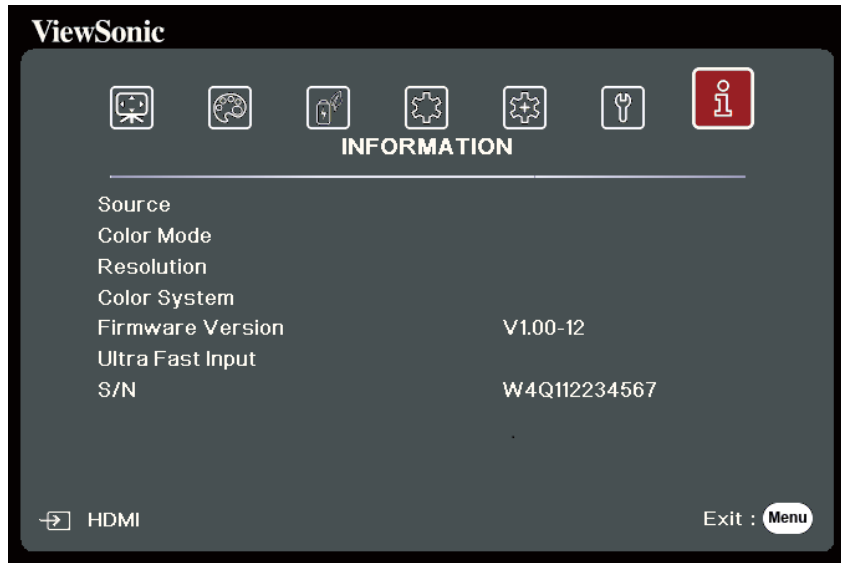 ViewSonic
INFORMATION
Source
Color Mode
Resolution
Color System
Firmware Version V1.00-12
Ultra Fast Input
S/N W4Q112234567
HDMI
Exit : Menu